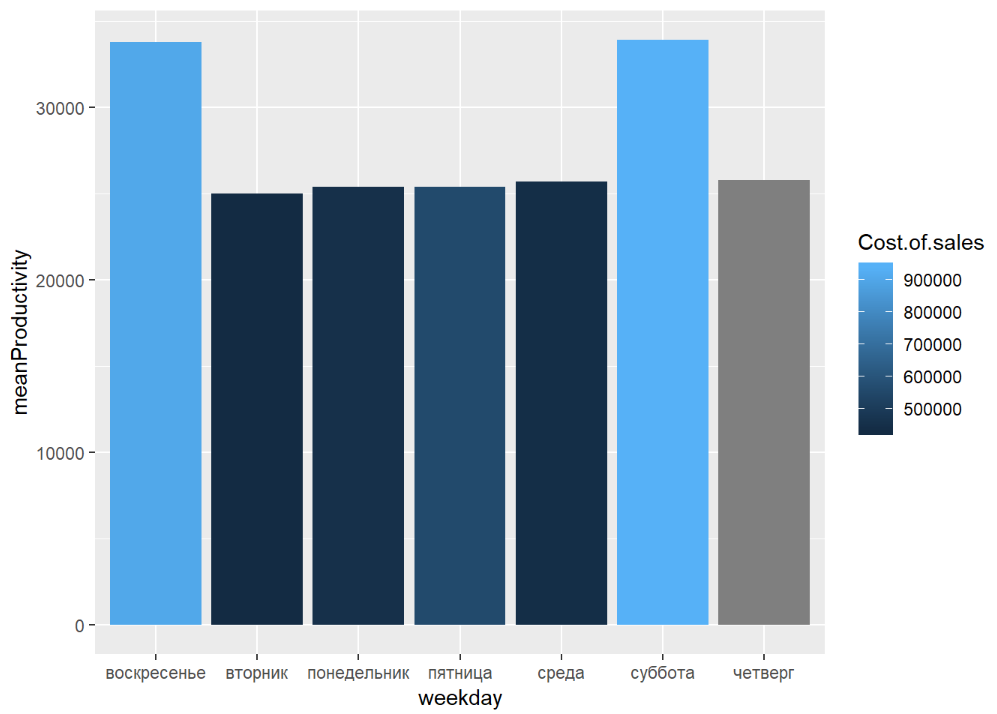 meanProductivity
30000
20000
10000
0
воскресенье вторник понедельник пятница среда суббота четверг
weekday
Cost.of.sales
900000
800000
700000
600000
500000